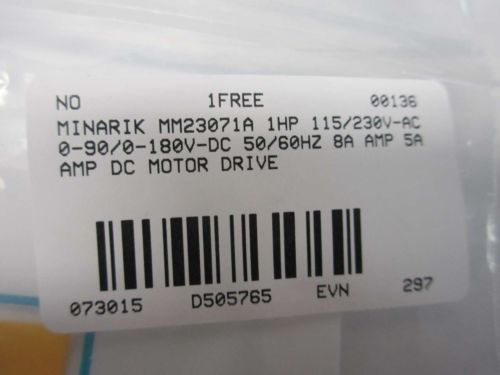 NO 1FREE 00136
MINARIK MM23071A 1HP 115/230V-AC
0-90/0-180V-DC 50/60HZ 8A AMP 5A
AMP DC MOTOR DRIVE
073015 D505765 EVN 297